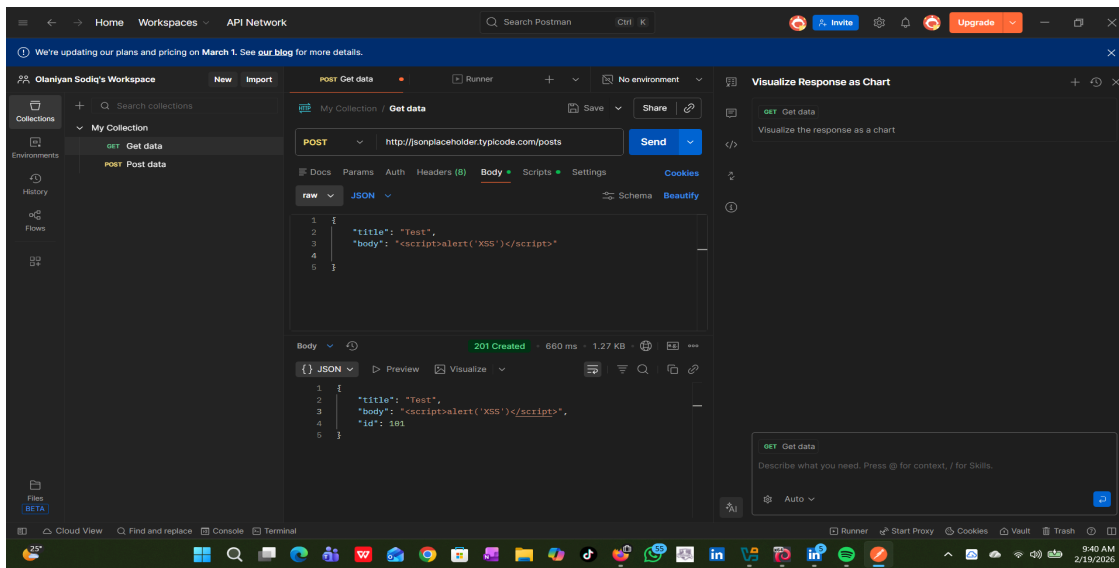 Home Workspaces API Network Search Postman Ctrl K Invite Upgrade
We're updating our plans and pricing on March 1. See our blog for more details.
Olaniyan Sodiq's Workspace New Import
POST Get data Runner No environment
Visualize Response as Chart
Collections
Search collections
My Collection
GET Get data
POST Post data
Environments
History
Flows
Files
BETA
HTTP My Collection / Get data Save Share
POST http://jsonplaceholder.typicode.com/posts Send
Docs Params Auth Headers (8) Body Scripts Settings Cookies
raw JSON Schema Beautify
1 {
2 "title": "Test",
3 "body": "<script>alert('XSS')</script>"
4
5 }
Body 201 Created 660 ms 1.27 KB
{} JSON Preview Visualize
1 {
2 "title": "Test",
3 "body": "<script>alert('XSS')</script>",
4 "id": 101
5 }
GET Get data
Visualize the response as a chart
GET Get data
Describe what you need. Press @ for context, / for Skills.
Auto
AI
Cloud View Find and replace Console Terminal Runner Start Proxy Cookies Vault Trash
25°
9:40 AM
2/19/2026